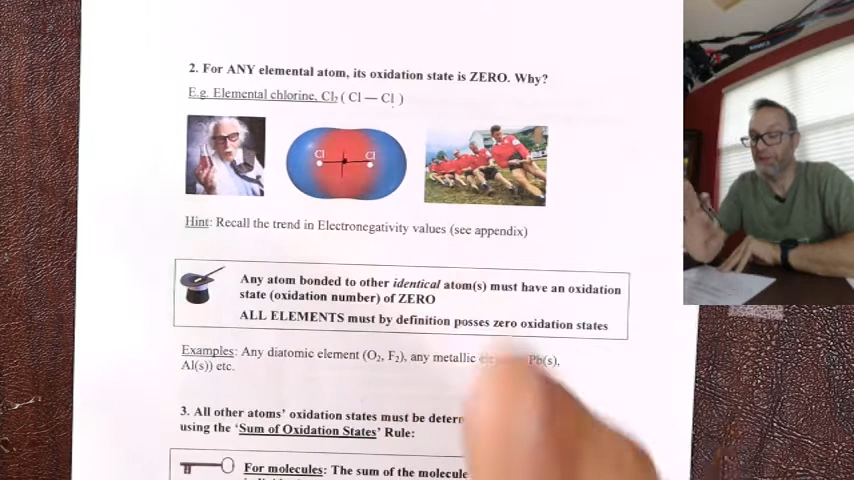 2. For ANY elemental atom, its oxidation state is ZERO. Why?
E.g. Elemental chlorine, Cl₂ ( Cl — Cl )
Cl Cl
Hint: Recall the trend in Electronegativity values (see appendix)
Any atom bonded to other identical atom(s) must have an oxidation
state (oxidation number) of ZERO
ALL ELEMENTS must by definition posses zero oxidation states
Examples: Any diatomic element (O₂, F₂), any metallic Pb(s),
Al(s)) etc.
3. All other atoms' oxidation states must be
using the 'Sum of Oxidation States' Rule:
For molecules: The sum of the molecule